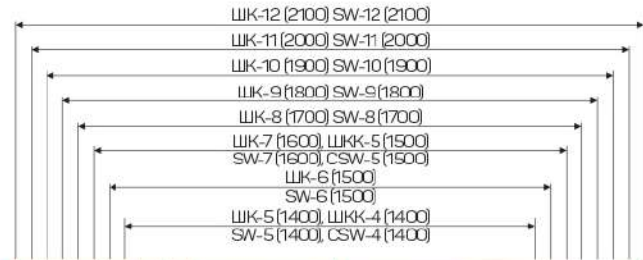 ШК-12 (2100) SW-12 (2100)
ШК-11 (2000) SW-11 (2000)
ШК-10 (1900) SW-10 (1900)
ШК-9 (1800) SW-9 (1800)
ШК-8 (1700) SW-8 (1700)
ШК-7 (1600), ШКК-5 (1500)
SW-7 (1600), CSW-5 (1500)
ШК-6 (1500)
SW-6 (1500)
ШК-5 (1400), ШКК-4 (1400)
SW-5 (1400), CSW-4 (1400)